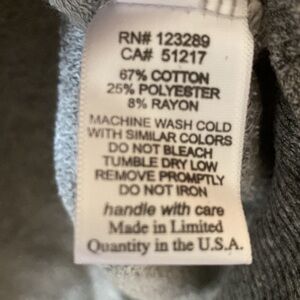 RN# 123289
CA# 51217
67% COTTON
25% POLYESTER
8% RAYON
MACHINE WASH COLD
WITH SIMILAR COLORS
DO NOT BLEACH
TUMBLE DRY LOW
REMOVE PROMPTLY
DO NOT IRON
handle with care
Made in Limited
Quantity in the U.S.A.